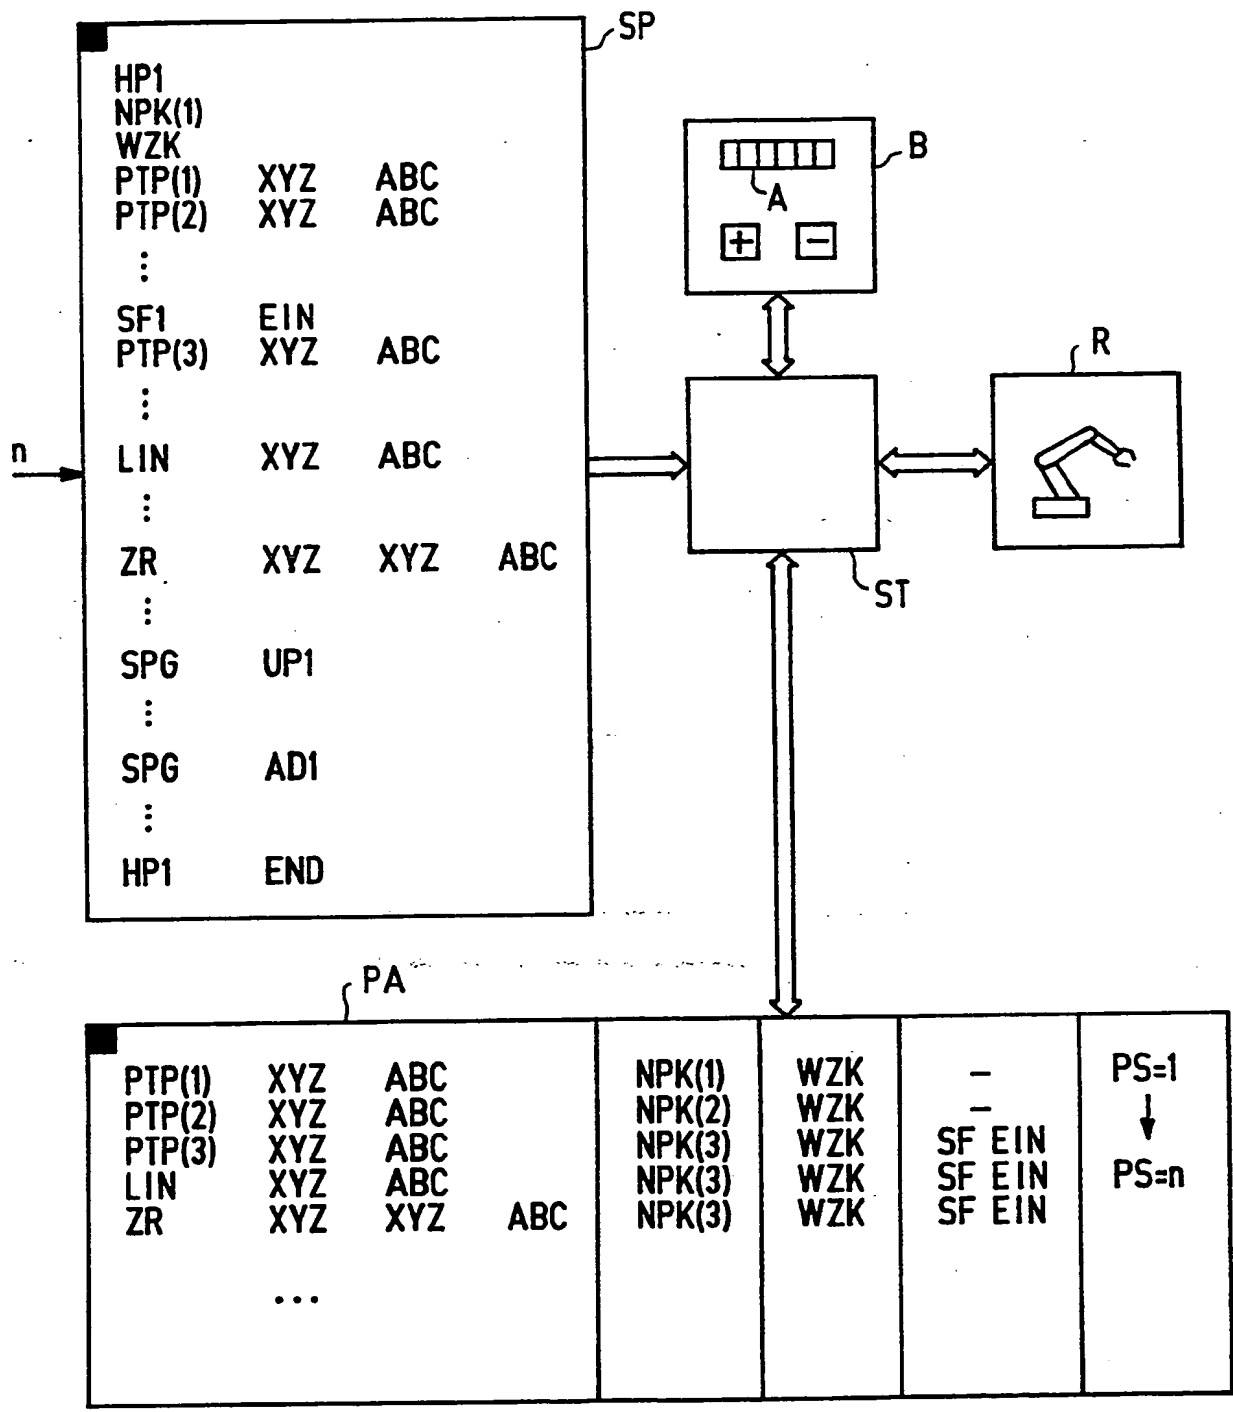 SP
HP1
NPK(1)
WZK
PTP(1) XYZ ABC
PTP(2) XYZ ABC
⋮
SF1 EIN
PTP(3) XYZ ABC
⋮
n
LIN XYZ ABC
⋮
ZR XYZ XYZ ABC
⋮
SPG UP1
⋮
SPG AD1
⋮
HP1 END
B
A
+ −
R
ST
PA
PTP(1) XYZ ABC NPK(1) WZK – PS=1
PTP(2) XYZ ABC NPK(2) WZK –
PTP(3) XYZ ABC NPK(3) WZK SF EIN
LIN XYZ ABC NPK(3) WZK SF EIN PS=n
ZR XYZ XYZ ABC NPK(3) WZK SF EIN
...